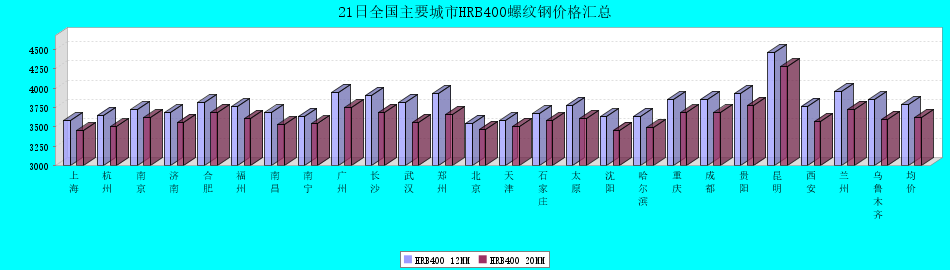 21日全国主要城市HRB400螺纹钢价格汇总
4500
4250
4000
3750
3500
3250
3000
上海
杭州
南京
济南
合肥
福州
南昌
南宁
广州
长沙
武汉
郑州
北京
天津
石家庄
太原
沈阳
哈尔滨
重庆
成都
贵阳
昆明
西安
兰州
乌鲁木齐
均价
HRB400 12MM
HRB400 20MM